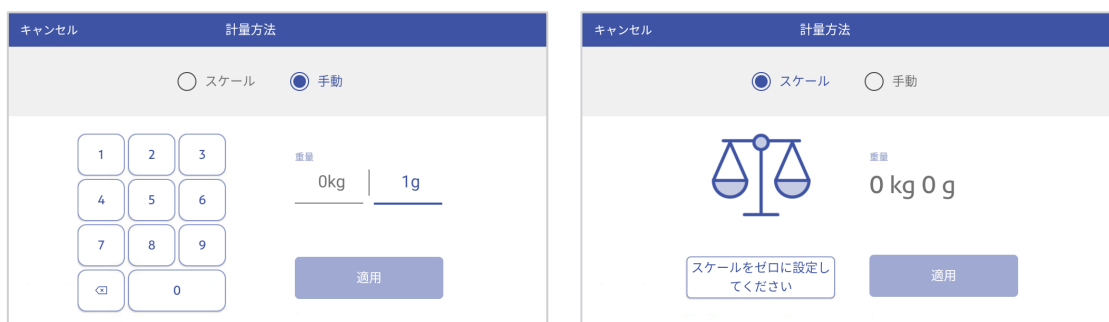 キャンセル
計量方法
スケール
手動
1
2
3
重量
0kg
1g
4
5
6
7
8
9
適用
0
キャンセル
計量方法
スケール
手動
重量
0 kg 0 g
スケールをゼロに設定し
てください
適用